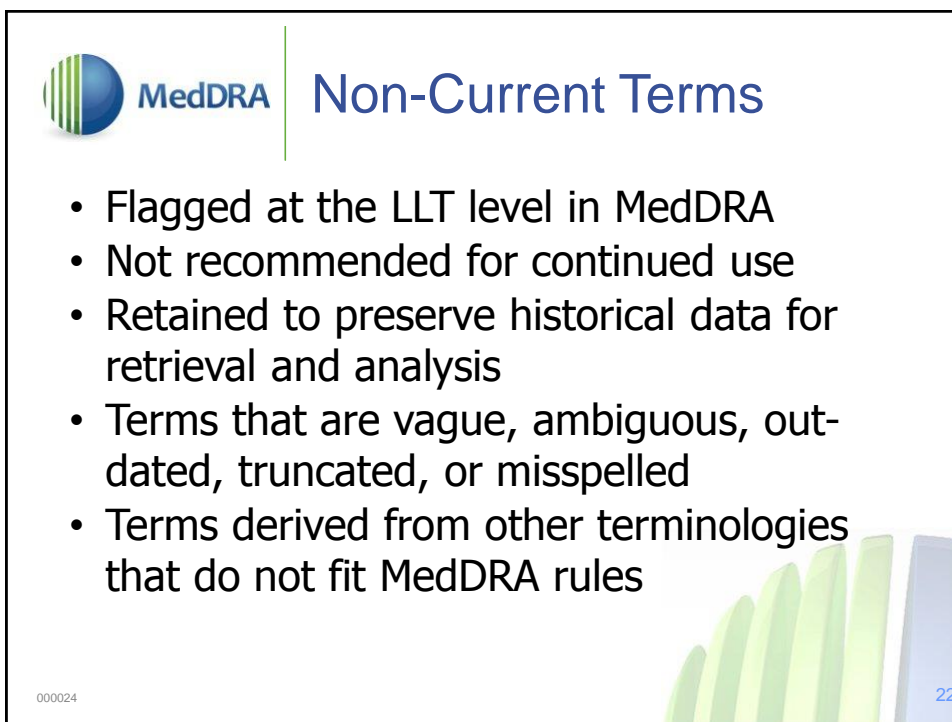 MedDRA
Non-Current Terms
• Flagged at the LLT level in MedDRA
• Not recommended for continued use
• Retained to preserve historical data for
retrieval and analysis
• Terms that are vague, ambiguous, out-
dated, truncated, or misspelled
• Terms derived from other terminologies
that do not fit MedDRA rules
000024
22